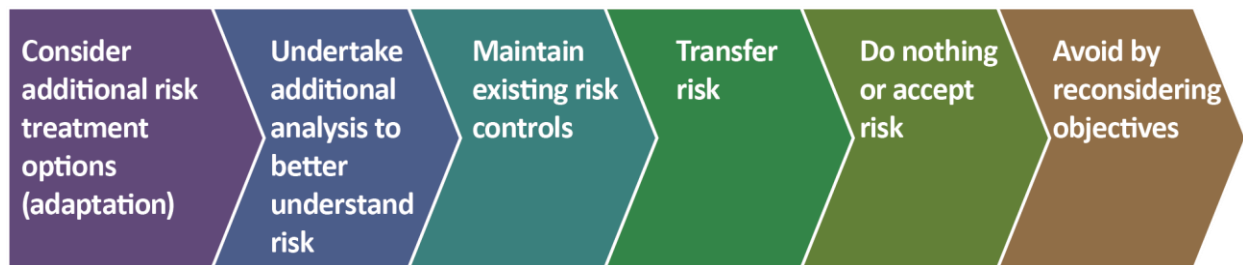 Consider
additional risk
treatment
options
(adaptation)
Undertake
additional
analysis to
better
understand
risk
Maintain
existing risk
controls
Transfer
risk
Do nothing
or accept
risk
Avoid by
reconsidering
objectives